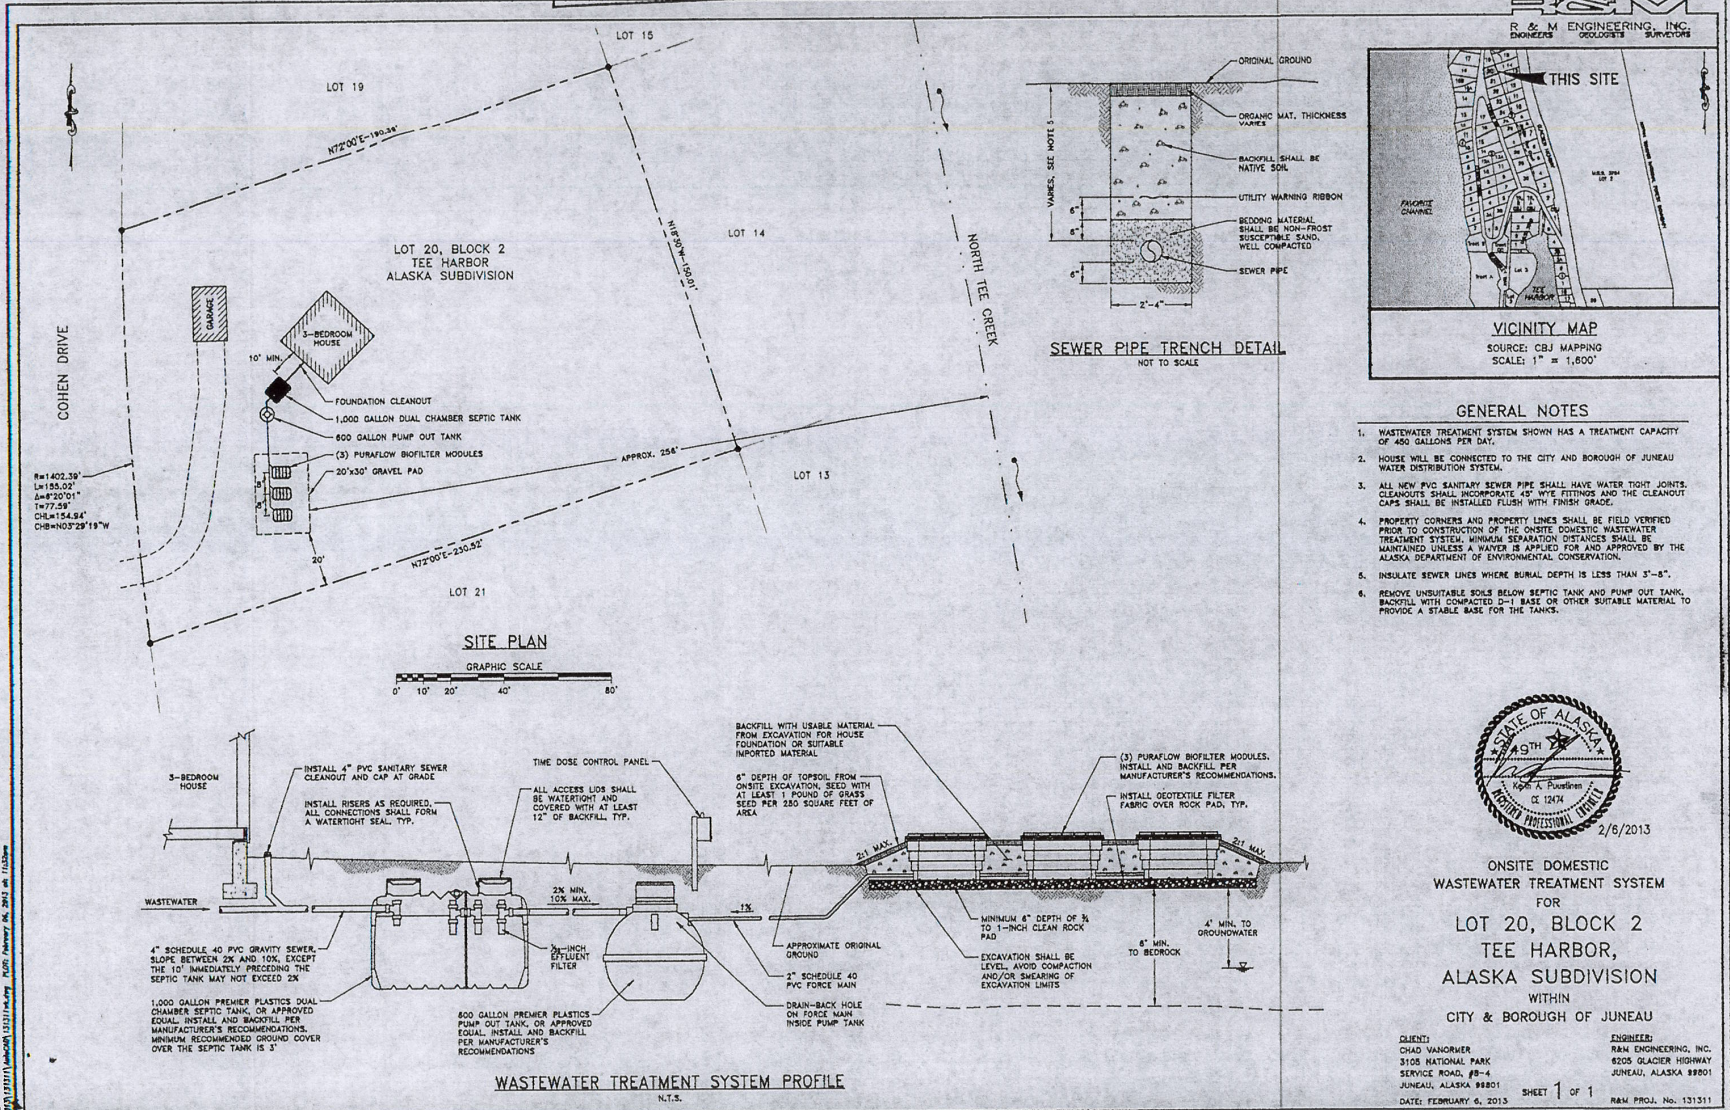 R & M ENGINEERING, INC.
ENGINEERS GEOLOGISTS SURVEYORS
LOT 15
LOT 19
N72°00'E-190.39'
N18°30'W-150.01'
LOT 14
LOT 20, BLOCK 2
TEE HARBOR
ALASKA SUBDIVISION
COHEN DRIVE
GARAGE
3-BEDROOM
HOUSE
10' MIN.
FOUNDATION CLEANOUT
1,000 GALLON DUAL CHAMBER SEPTIC TANK
600 GALLON PUMP OUT TANK
(3) PURAFLOW BIOFILTER MODULES
20'x30' GRAVEL PAD
APPROX. 256'
R=1402.39'
L=155.02'
Δ=6°20'01"
T=77.59'
CHL=154.94'
CHB=N03°29'19"W
20'
N72°00'E-230.52'
LOT 13
LOT 21
NORTH TEE CREEK
SITE PLAN
GRAPHIC SCALE
0' 10' 20' 40' 80'
ORIGINAL GROUND
ORGANIC MAT. THICKNESS
VARIES
BACKFILL SHALL BE
NATIVE SOIL
UTILITY WARNING RIBBON
BEDDING MATERIAL
SHALL BE NON-FROST
SUSCEPTIBLE SAND,
WELL COMPACTED
SEWER PIPE
VARIES, SEE NOTE 5
6"
6"
6"
2'-4"
SEWER PIPE TRENCH DETAIL
NOT TO SCALE
THIS SITE
FAVORITE
CHANNEL
TEE
HARBOR
VICINITY MAP
SOURCE: CBJ MAPPING
SCALE: 1" = 1,600'
GENERAL NOTES
1. WASTEWATER TREATMENT SYSTEM SHOWN HAS A TREATMENT CAPACITY
OF 450 GALLONS PER DAY.
2. HOUSE WILL BE CONNECTED TO THE CITY AND BOROUGH OF JUNEAU
WATER DISTRIBUTION SYSTEM.
3. ALL NEW PVC SANITARY SEWER PIPE SHALL HAVE WATER TIGHT JOINTS.
CLEANOUTS SHALL INCORPORATE 45° WYE FITTINGS AND THE CLEANOUT
CAPS SHALL BE INSTALLED FLUSH WITH FINISH GRADE.
4. PROPERTY CORNERS AND PROPERTY LINES SHALL BE FIELD VERIFIED
PRIOR TO CONSTRUCTION OF THE ONSITE DOMESTIC WASTEWATER
TREATMENT SYSTEM. MINIMUM SEPARATION DISTANCES SHALL BE
MAINTAINED UNLESS A WAIVER IS APPLIED FOR AND APPROVED BY THE
ALASKA DEPARTMENT OF ENVIRONMENTAL CONSERVATION.
5. INSULATE SEWER LINES WHERE BURIAL DEPTH IS LESS THAN 3'-6".
6. REMOVE UNSUITABLE SOILS BELOW SEPTIC TANK AND PUMP OUT TANK.
BACKFILL WITH COMPACTED D-1 BASE OR OTHER SUITABLE MATERIAL TO
PROVIDE A STABLE BASE FOR THE TANKS.
STATE OF ALASKA
49TH
Keith A. Puustinen
CE 12474
REGISTERED PROFESSIONAL ENGINEER
2/6/2013
ONSITE DOMESTIC
WASTEWATER TREATMENT SYSTEM
FOR
LOT 20, BLOCK 2
TEE HARBOR,
ALASKA SUBDIVISION
WITHIN
CITY & BOROUGH OF JUNEAU
CLIENT:
CHAD VANORMER
3105 NATIONAL PARK
SERVICE ROAD, #B-4
JUNEAU, ALASKA 99801
DATE: FEBRUARY 6, 2013
SHEET 1 OF 1
ENGINEER:
R&M ENGINEERING, INC.
6205 GLACIER HIGHWAY
JUNEAU, ALASKA 99801
R&M PROJ. No. 131311
3-BEDROOM
HOUSE
INSTALL 4" PVC SANITARY SEWER
CLEANOUT AND CAP AT GRADE
INSTALL RISERS AS REQUIRED,
ALL CONNECTIONS SHALL FORM
A WATERTIGHT SEAL, TYP.
TIME DOSE CONTROL PANEL
ALL ACCESS LIDS SHALL
BE WATERTIGHT AND
COVERED WITH AT LEAST
12" OF BACKFILL, TYP.
BACKFILL WITH USABLE MATERIAL
FROM EXCAVATION FOR HOUSE
FOUNDATION OR SUITABLE
IMPORTED MATERIAL
6" DEPTH OF TOPSOIL FROM
ONSITE EXCAVATION, SEED WITH
AT LEAST 1 POUND OF GRASS
SEED PER 250 SQUARE FEET OF
AREA
(3) PURAFLOW BIOFILTER MODULES.
INSTALL AND BACKFILL PER
MANUFACTURER'S RECOMMENDATIONS.
INSTALL GEOTEXTILE FILTER
FABRIC OVER ROCK PAD, TYP.
2:1 MAX.
2:1 MAX.
WASTEWATER
2% MIN.
10% MAX.
1%
4" SCHEDULE 40 PVC GRAVITY SEWER,
SLOPE BETWEEN 2% AND 10%, EXCEPT
THE 10' IMMEDIATELY PRECEDING THE
SEPTIC TANK MAY NOT EXCEED 2%
1,000 GALLON PREMIER PLASTICS DUAL
CHAMBER SEPTIC TANK, OR APPROVED
EQUAL. INSTALL AND BACKFILL PER
MANUFACTURER'S RECOMMENDATIONS.
MINIMUM RECOMMENDED GROUND COVER
OVER THE SEPTIC TANK IS 3'
EFFLUENT
FILTER
600 GALLON PREMIER PLASTICS
PUMP OUT TANK, OR APPROVED
EQUAL. INSTALL AND BACKFILL
PER MANUFACTURER'S
RECOMMENDATIONS
APPROXIMATE ORIGINAL
GROUND
2" SCHEDULE 40
PVC FORCE MAIN
DRAIN-BACK HOLE
ON FORCE MAIN
INSIDE PUMP TANK
MINIMUM 6" DEPTH OF ¾
TO 1-INCH CLEAN ROCK
PAD
EXCAVATION SHALL BE
LEVEL, AVOID COMPACTION
AND/OR SMEARING OF
EXCAVATION LIMITS
6' MIN.
TO BEDROCK
4' MIN. TO
GROUNDWATER
WASTEWATER TREATMENT SYSTEM PROFILE
N.T.S.